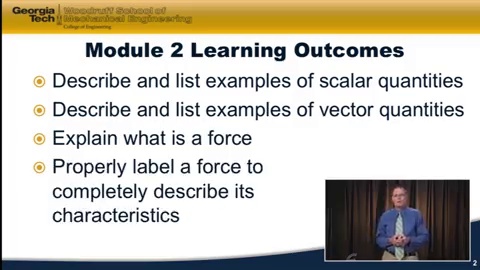 Georgia Tech
Woodruff School of
Mechanical Engineering
College of Engineering
Module 2 Learning Outcomes
Describe and list examples of scalar quantities
Describe and list examples of vector quantities
Explain what is a force
Properly label a force to
completely describe its
characteristics
2